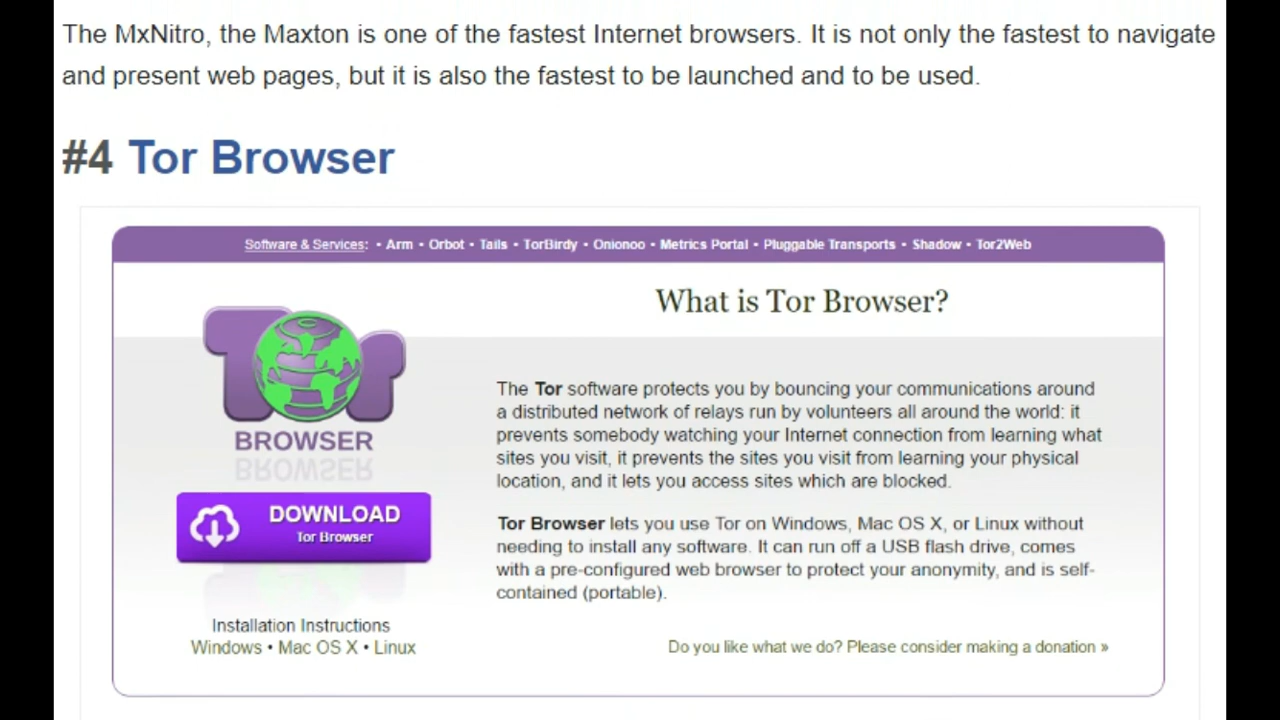 The MxNitro, the Maxton is one of the fastest Internet browsers. It is not only the fastest to navigate
and present web pages, but it is also the fastest to be launched and to be used.
#4 Tor Browser
Software & Services: • Arm • Orbot • Tails • TorBirdy • Onionoo • Metrics Portal • Pluggable Transports • Shadow • Tor2Web
What is Tor Browser?
Tor
BROWSER
DOWNLOAD
Tor Browser
Installation Instructions
Windows • Mac OS X • Linux
The Tor software protects you by bouncing your communications around
a distributed network of relays run by volunteers all around the world: it
prevents somebody watching your Internet connection from learning what
sites you visit, it prevents the sites you visit from learning your physical
location, and it lets you access sites which are blocked.
Tor Browser lets you use Tor on Windows, Mac OS X, or Linux without
needing to install any software. It can run off a USB flash drive, comes
with a pre-configured web browser to protect your anonymity, and is self-
contained (portable).
Do you like what we do? Please consider making a donation »